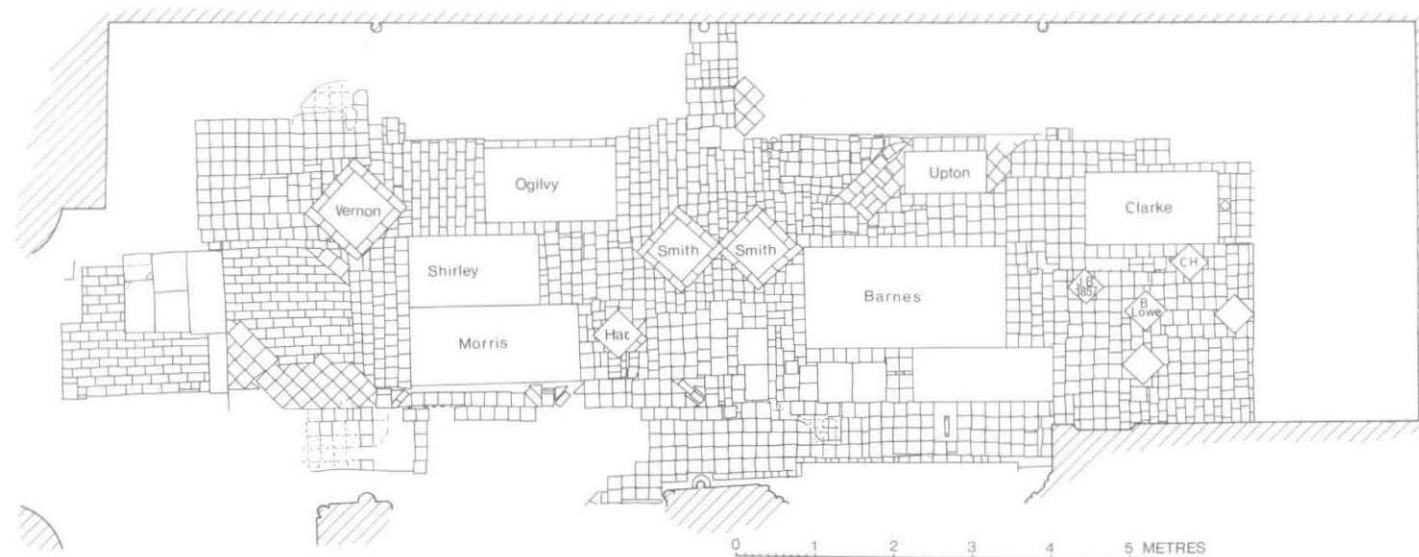 Upton
Ogilvy
Clarke
Vernon
Smith
Smith
CH
Shirley
Barnes
B
Lowe
Morris
Har.
0 1 2 3 4 5 METRES